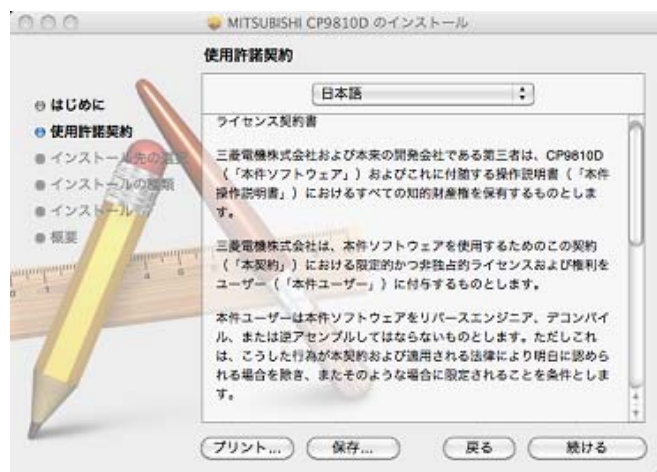 MITSUBISHI CP9810D のインストール
使用許諾契約
はじめに
使用許諾契約
インストール先の選択
インストールの種類
インストール
概要
日本語
ライセンス契約書
三菱電機株式会社および本来の開発会社である第三者は、CP9810D
（「本件ソフトウェア」）およびこれに付随する操作説明書（「本件
操作説明書」）におけるすべての知的財産権を保有するものとしま
す。
三菱電機株式会社は、本件ソフトウェアを使用するためのこの契約
（「本契約」）における限定的かつ非独占的ライセンスおよび権利を
ユーザー（「本件ユーザー」）に付与するものとします。
本件ユーザーは本件ソフトウェアをリバースエンジニア、デコンパイ
ル、または逆アセンブルしてはならないものとします。ただしこれ
は、こうした行為が本契約および適用される法律により明白に認めら
れる場合を除き、またそのような場合に限定されることを条件としま
す。
プリント...
保存...
戻る
続ける